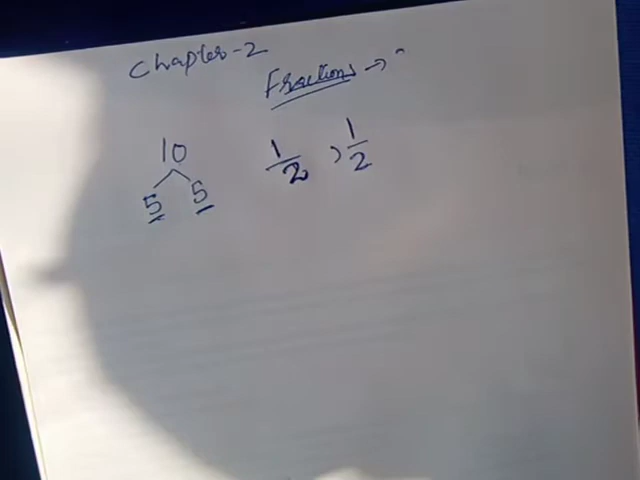 Chapter-2
Fractions →
10
1/2 , 1/2
5 5